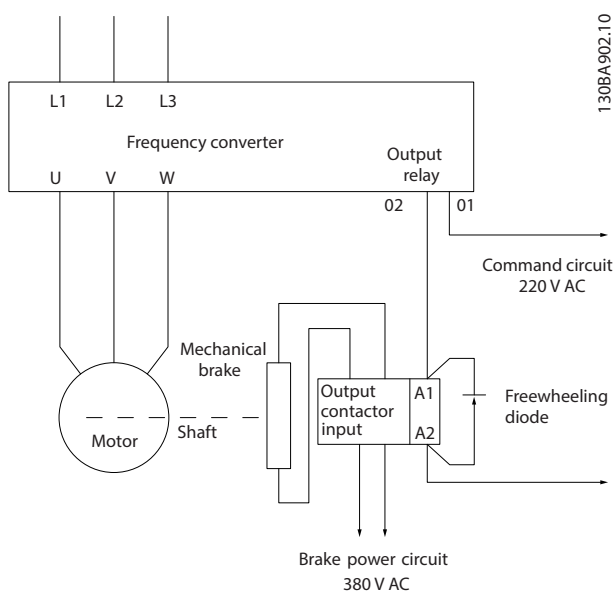 130BA902.10
L1 L2 L3
Frequency converter
Output
relay
U V W
02 01
Command circuit
220 V AC
Mechanical
brake
Output
contactor
input
A1
A2
Freewheeling
diode
Shaft
Motor
Brake power circuit
380 V AC